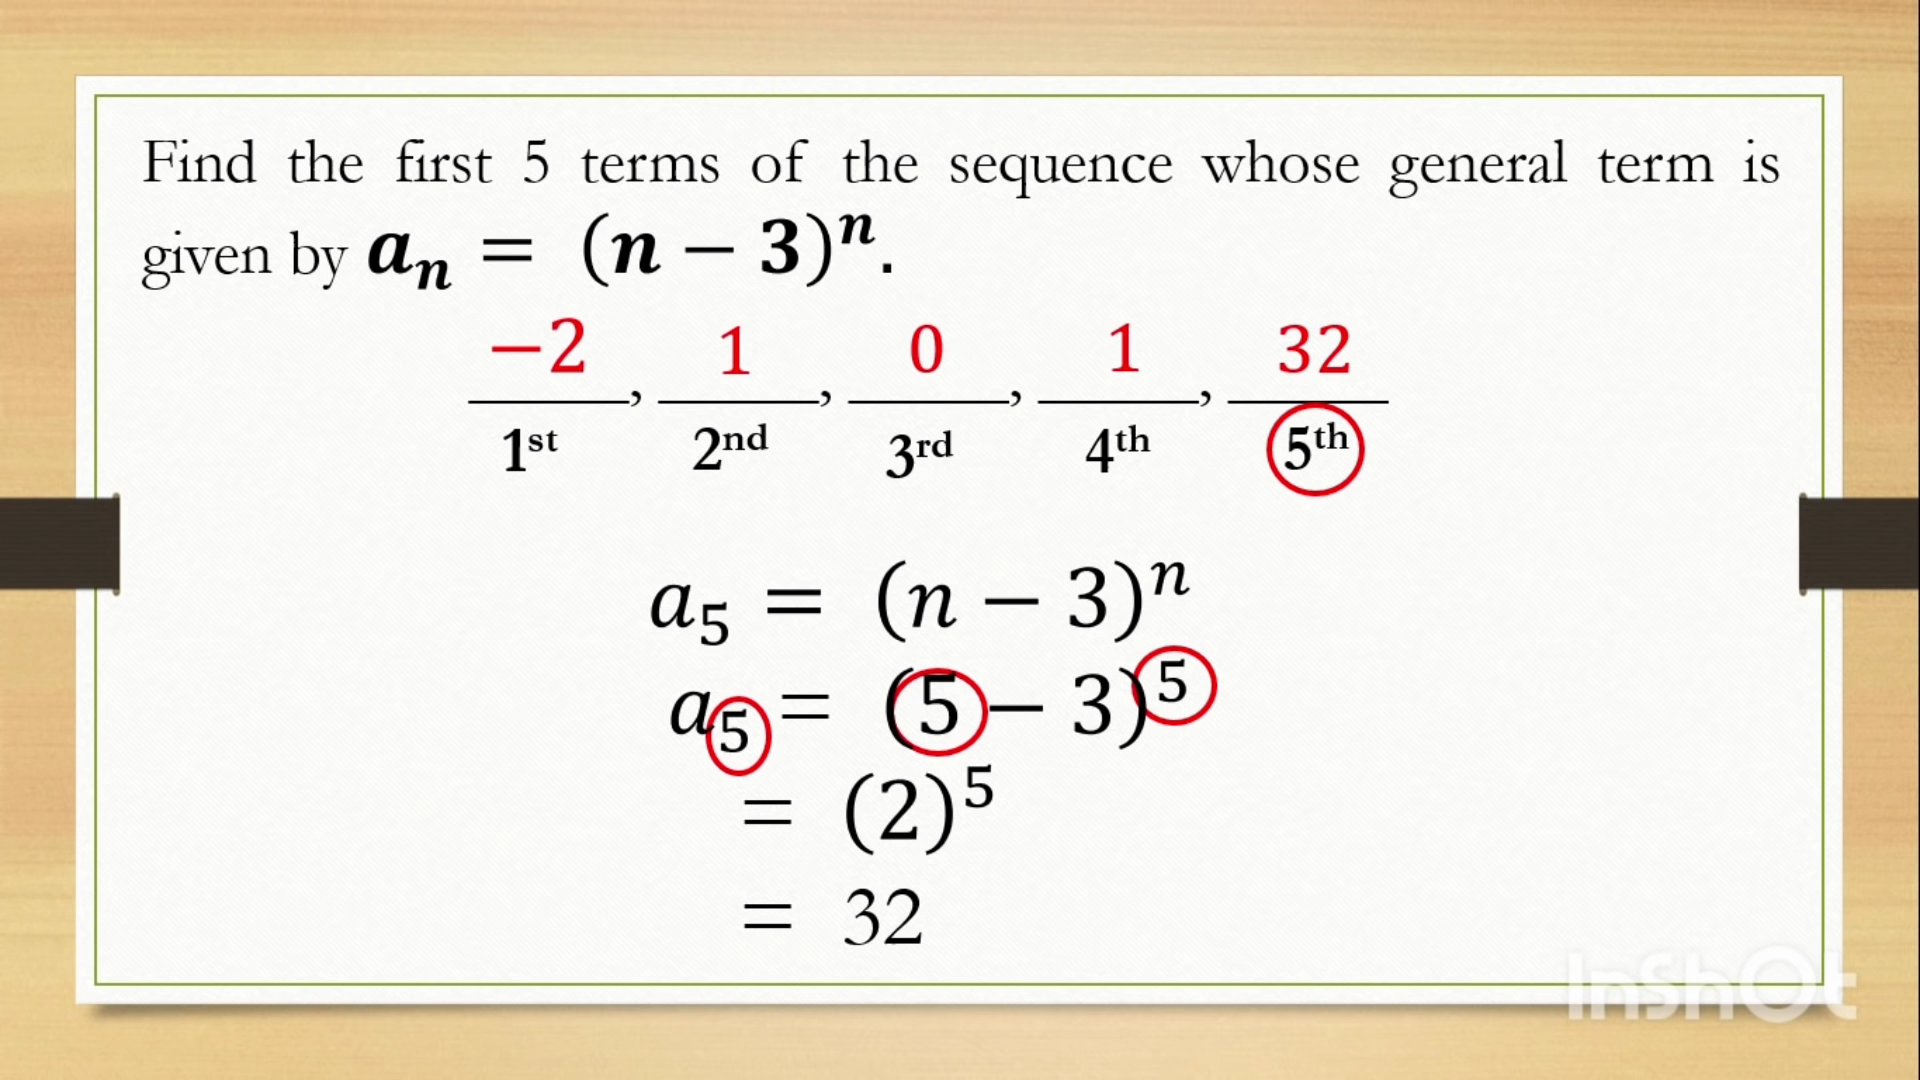 Find the first 5 terms of the sequence whose general term is
given by aₙ = (n − 3)ⁿ.
−2, 1, 0, 1, 32
1st 2nd 3rd 4th 5th
a₅ = (n − 3)ⁿ
a₅ = (5 − 3)⁵
= (2)⁵
= 32
InShOt